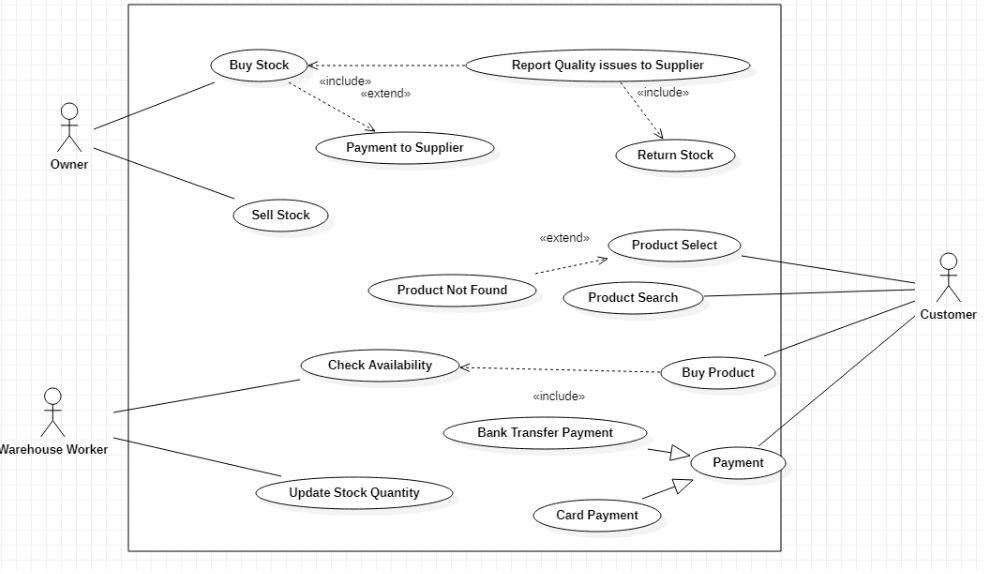 Buy Stock
Report Quality issues to Supplier
«include»
«extend»
«include»
Payment to Supplier
Return Stock
Owner
Sell Stock
«extend»
Product Select
Product Not Found
Product Search
Customer
Check Availability
Buy Product
«include»
Warehouse Worker
Bank Transfer Payment
Payment
Update Stock Quantity
Card Payment